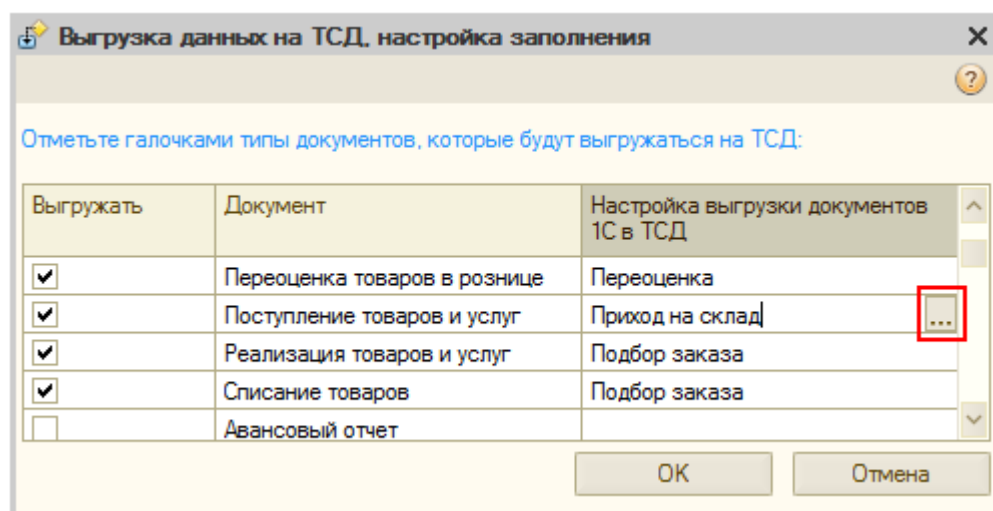 Выгрузка данных на ТСД, настройка заполнения
?
Отметьте галочками типы документов, которые будут выгружаться на ТСД:
Выгружать Документ Настройка выгрузки документов
1С в ТСД
Переоценка товаров в рознице Переоценка
Поступление товаров и услуг Приход на склад ...
Реализация товаров и услуг Подбор заказа
Списание товаров Подбор заказа
Авансовый отчет
OK Отмена